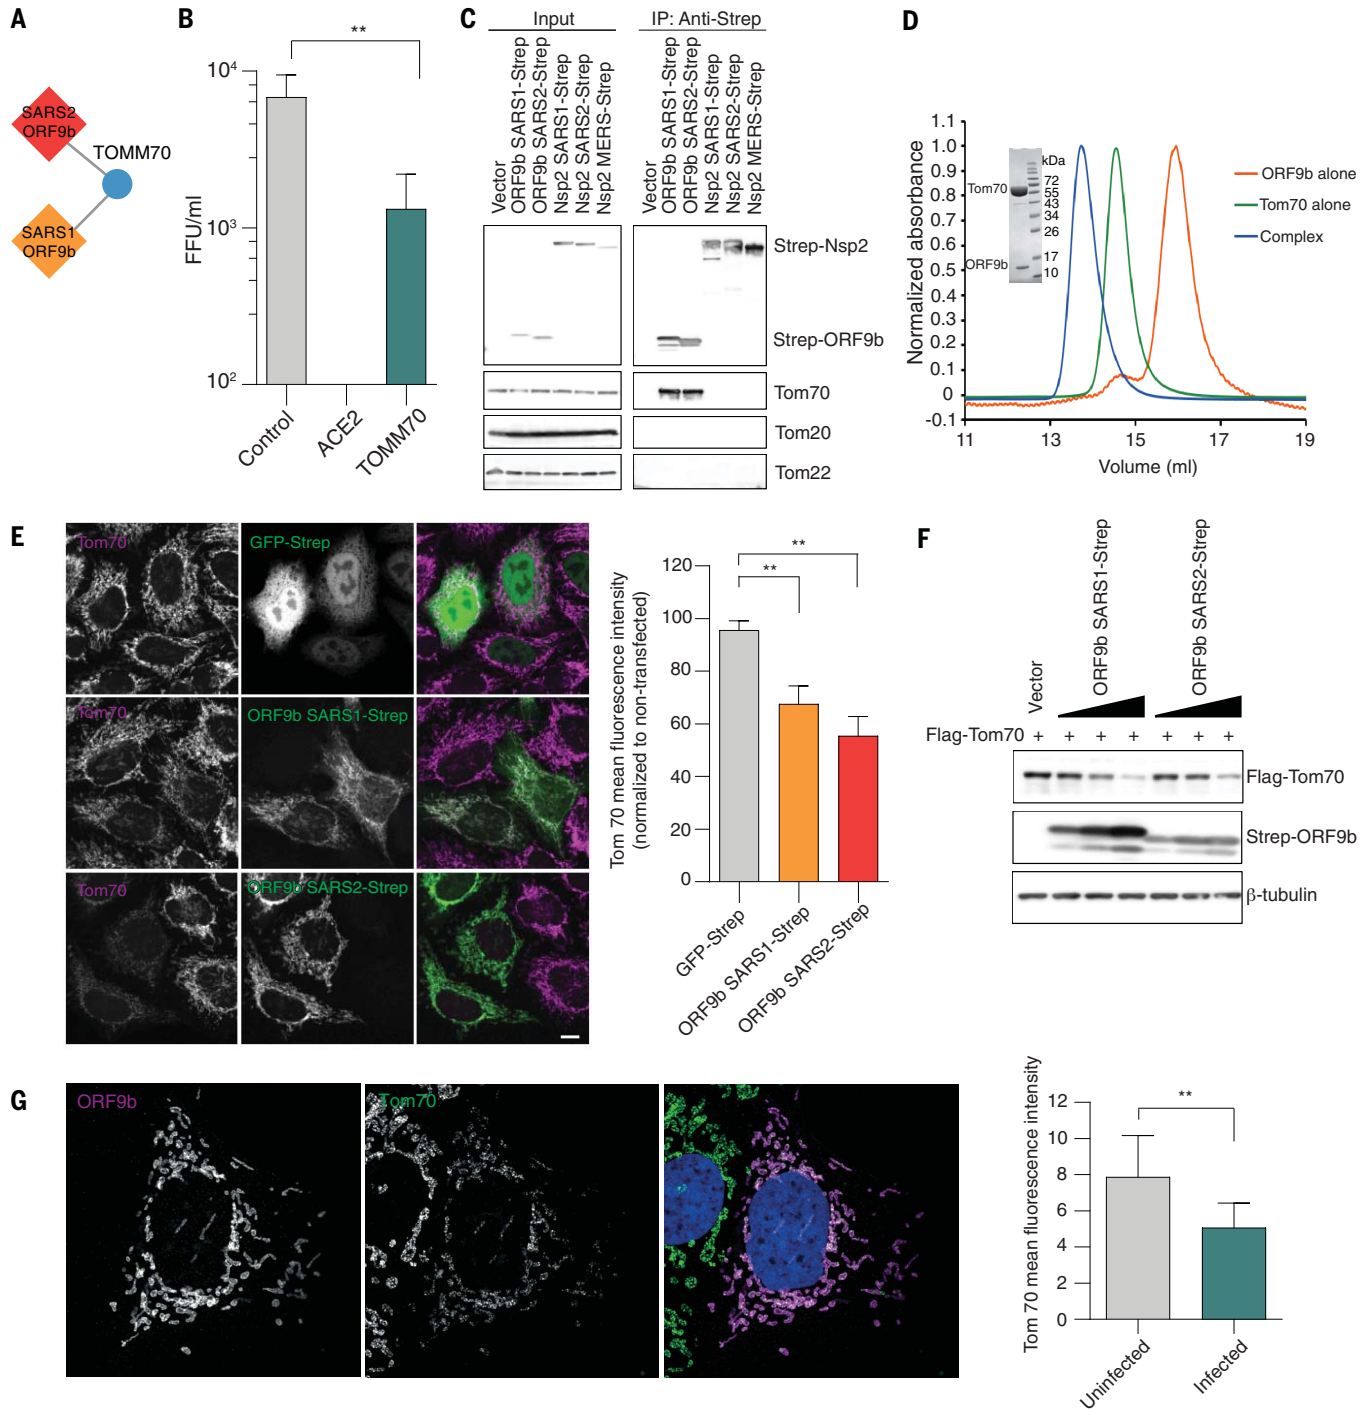 A
SARS2
ORF9b
TOMM70
SARS1
ORF9b
B
**
10⁴
10³
10²
FFU/ml
Control
ACE2
TOMM70
C
Input
IP: Anti-Strep
Vector
ORF9b SARS1-Strep
ORF9b SARS2-Strep
Nsp2 SARS1-Strep
Nsp2 SARS2-Strep
Nsp2 MERS-Strep
Vector
ORF9b SARS1-Strep
ORF9b SARS2-Strep
Nsp2 SARS1-Strep
Nsp2 SARS2-Strep
Nsp2 MERS-Strep
Strep-Nsp2
Strep-ORF9b
Tom70
Tom20
Tom22
D
Normalized absorbance
1.1
1
0.9
0.8
0.7
0.6
0.5
0.4
0.3
0.2
0.1
0
-0.1
11
13
15
17
19
Volume (ml)
kDa
72
55
43
34
26
17
10
Tom70
ORF9b
ORF9b alone
Tom70 alone
Complex
E
Tom70
GFP-Strep
Tom70
ORF9b SARS1-Strep
Tom70
ORF9b SARS2-Strep
Tom 70 mean fluorescence intensity
(normalized to non-transfected)
120
100
80
60
40
20
0
**
**
GFP-Strep
ORF9b SARS1-Strep
ORF9b SARS2-Strep
F
Vector
ORF9b SARS1-Strep
ORF9b SARS2-Strep
Flag-Tom70 + + + + + + +
Flag-Tom70
Strep-ORF9b
β-tubulin
G
ORF9b
Tom70
Tom 70 mean fluorescence intensity
12
10
8
6
4
2
0
**
Uninfected
Infected